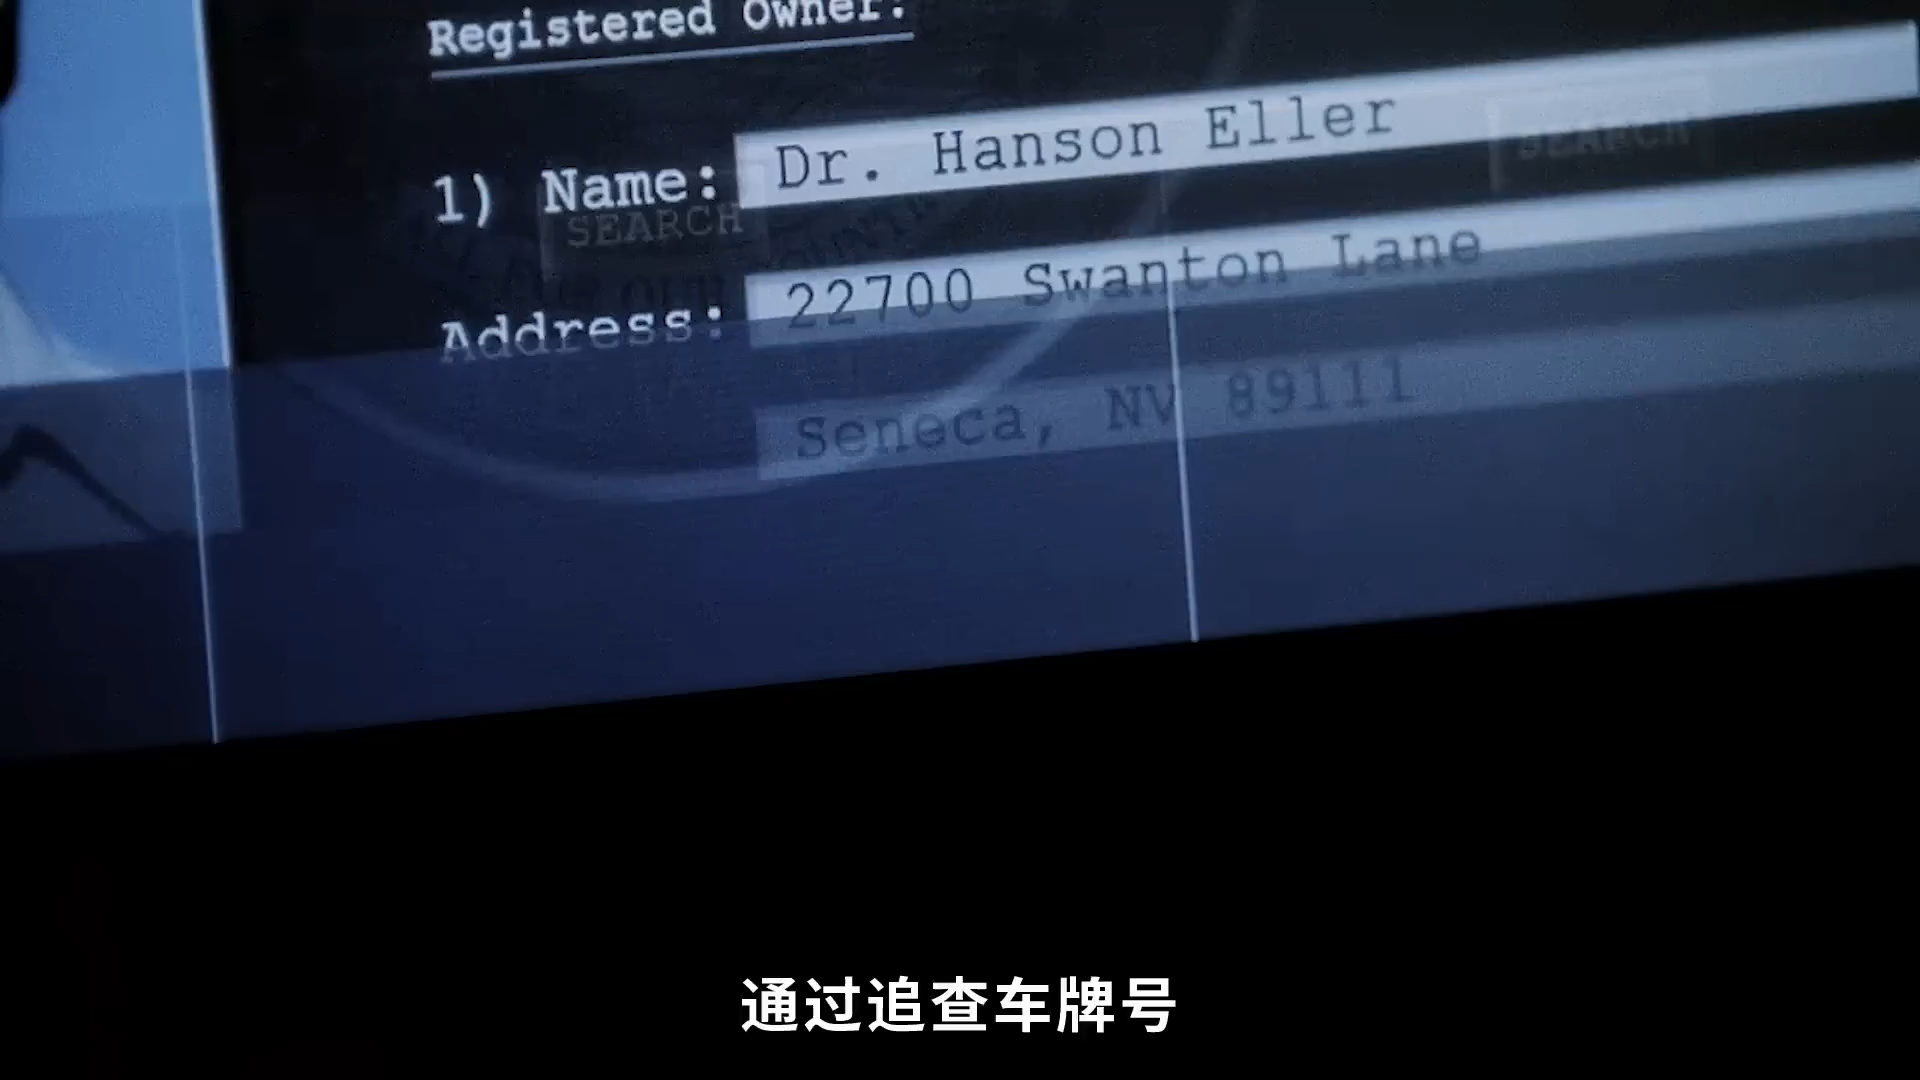 Registered Owner:
1) Name: Dr. Hanson Eller
SEARCH
SEARCH
Address: 22700 Swanton Lane
Seneca, NV 89111
通过追查车牌号